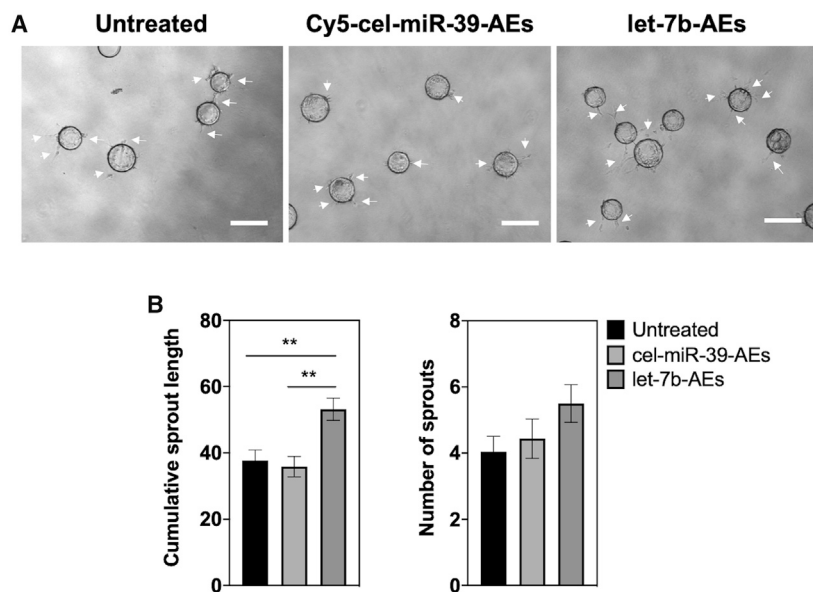 A
Untreated
Cy5-cel-miR-39-AEs
let-7b-AEs
B
Cumulative sprout length
80
60
40
20
0
**
**
Number of sprouts
8
6
4
2
0
Untreated
cel-miR-39-AEs
let-7b-AEs